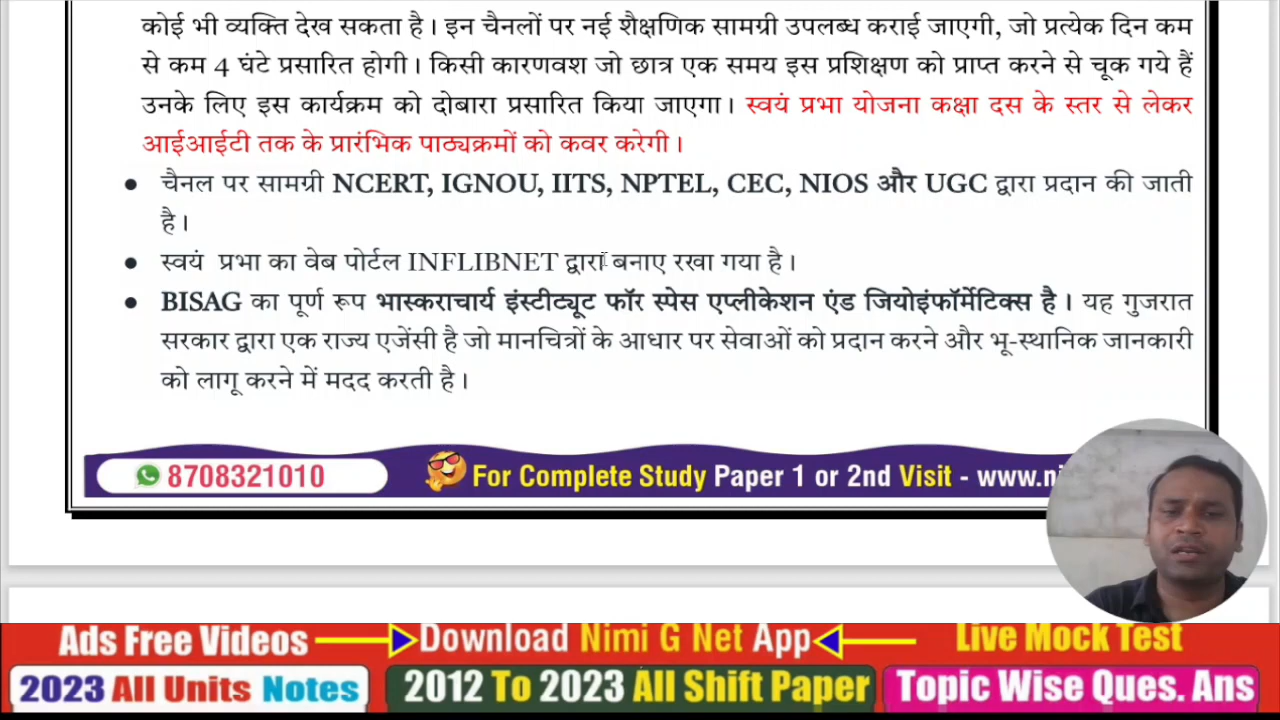 कोई भी व्यक्ति देख सकता है। इन चैनलों पर नई शैक्षणिक सामग्री उपलब्ध कराई जाएगी, जो प्रत्येक दिन कम
से कम 4 घंटे प्रसारित होगी। किसी कारणवश जो छात्र एक समय इस प्रशिक्षण को प्राप्त करने से चूक गये हैं
उनके लिए इस कार्यक्रम को दोबारा प्रसारित किया जाएगा। स्वयं प्रभा योजना कक्षा दस के स्तर से लेकर
आईआईटी तक के प्रारंभिक पाठ्यक्रमों को कवर करेगी।
● चैनल पर सामग्री NCERT, IGNOU, IITS, NPTEL, CEC, NIOS और UGC द्वारा प्रदान की जाती
है।
● स्वयं प्रभा का वेब पोर्टल INFLIBNET द्वारा बनाए रखा गया है।
● BISAG का पूर्ण रूप भास्कराचार्य इंस्टीट्यूट फॉर स्पेस एप्लीकेशन एंड जियोइंफॉर्मेटिक्स है। यह गुजरात
सरकार द्वारा एक राज्य एजेंसी है जो मानचित्रों के आधार पर सेवाओं को प्रदान करने और भू-स्थानिक जानकारी
को लागू करने में मदद करती है।
8708321010 For Complete Study Paper 1 or 2nd Visit - www.ni
Ads Free Videos Download Nimi G Net App Live Mock Test
2023 All Units Notes 2012 To 2023 All Shift Paper Topic Wise Ques. Ans